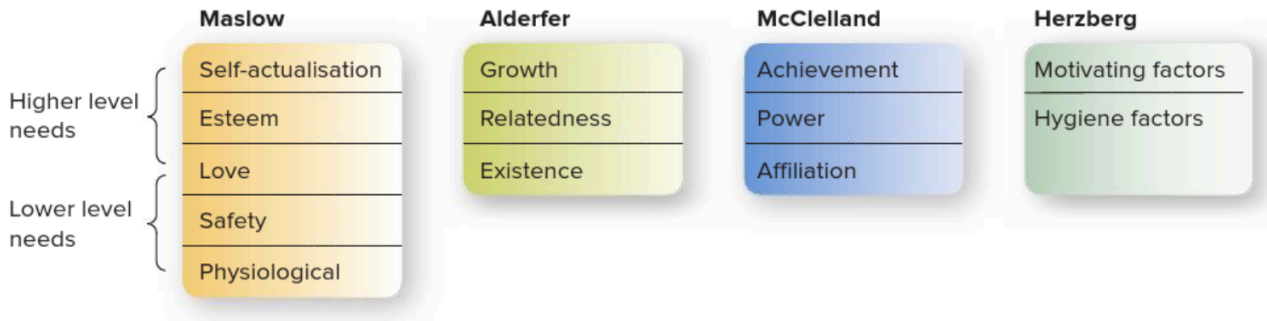 Maslow
Alderfer
McClelland
Herzberg
Higher level
needs
Lower level
needs
Self-actualisation
Esteem
Love
Safety
Physiological
Growth
Relatedness
Existence
Achievement
Power
Affiliation
Motivating factors
Hygiene factors